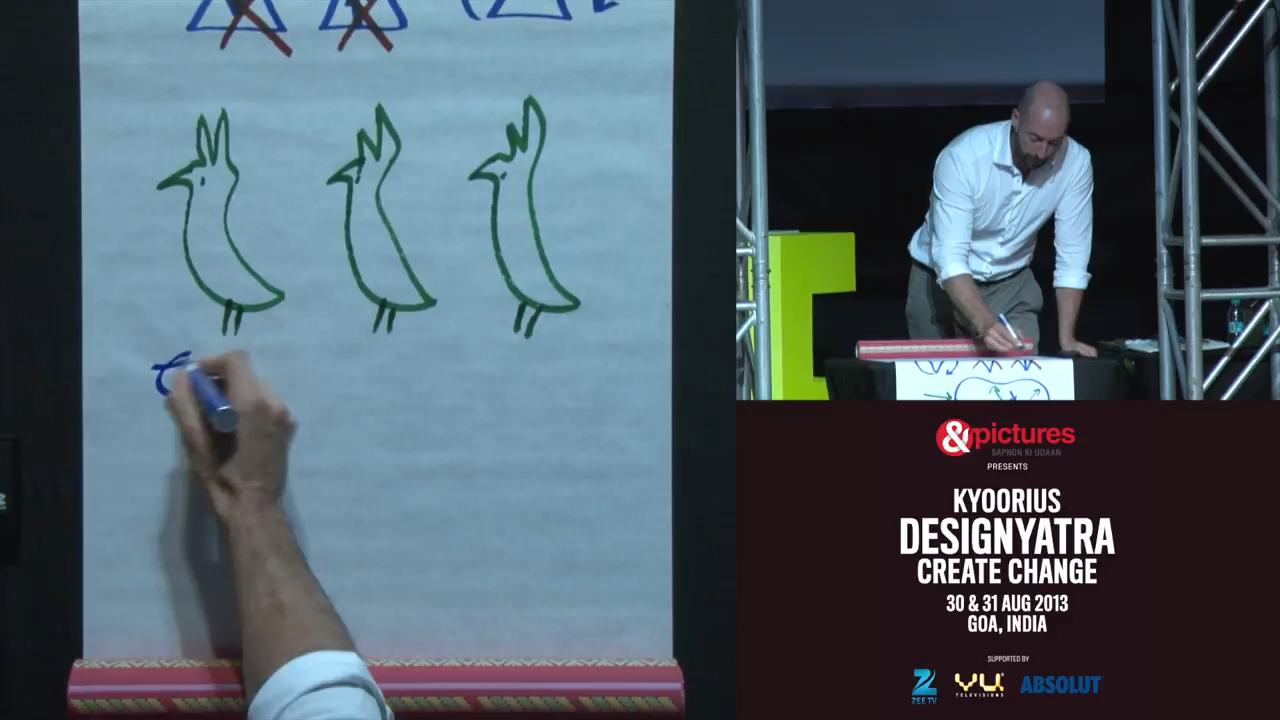 &pictures
SAPNON KI UDAAN
PRESENTS
KYOORIUS
DESIGNYATRA
CREATE CHANGE
30 & 31 AUG 2013
GOA, INDIA
SUPPORTED BY
Z VU ABSOLUT
ZEE TV TELEVISIONS